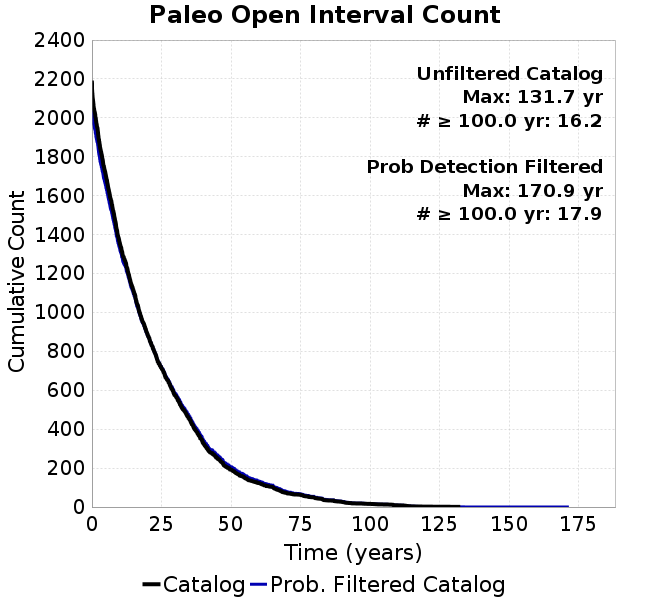 Paleo Open Interval Count
2400
2200
2000
1800
1600
1400
1200
1000
800
600
400
200
0
Cumulative Count
Unfiltered Catalog
Max: 131.7 yr
# ≥ 100.0 yr: 16.2
Prob Detection Filtered
Max: 170.9 yr
# ≥ 100.0 yr: 17.9
0 25 50 75 100 125 150 175
Time (years)
Catalog Prob. Filtered Catalog